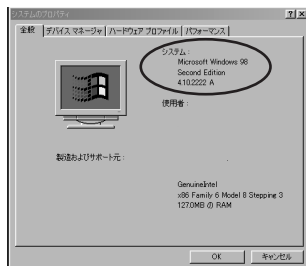 システムのプロパティ
全般 デバイス マネージャ ハードウェア プロファイル パフォーマンス
システム:
Microsoft Windows 98
Second Edition
4.10.2222 A
使用者:
製造およびサポート元:
GenuineIntel
x86 Family 6 Model 8 Stepping 3
127.0MB の RAM
OK キャンセル